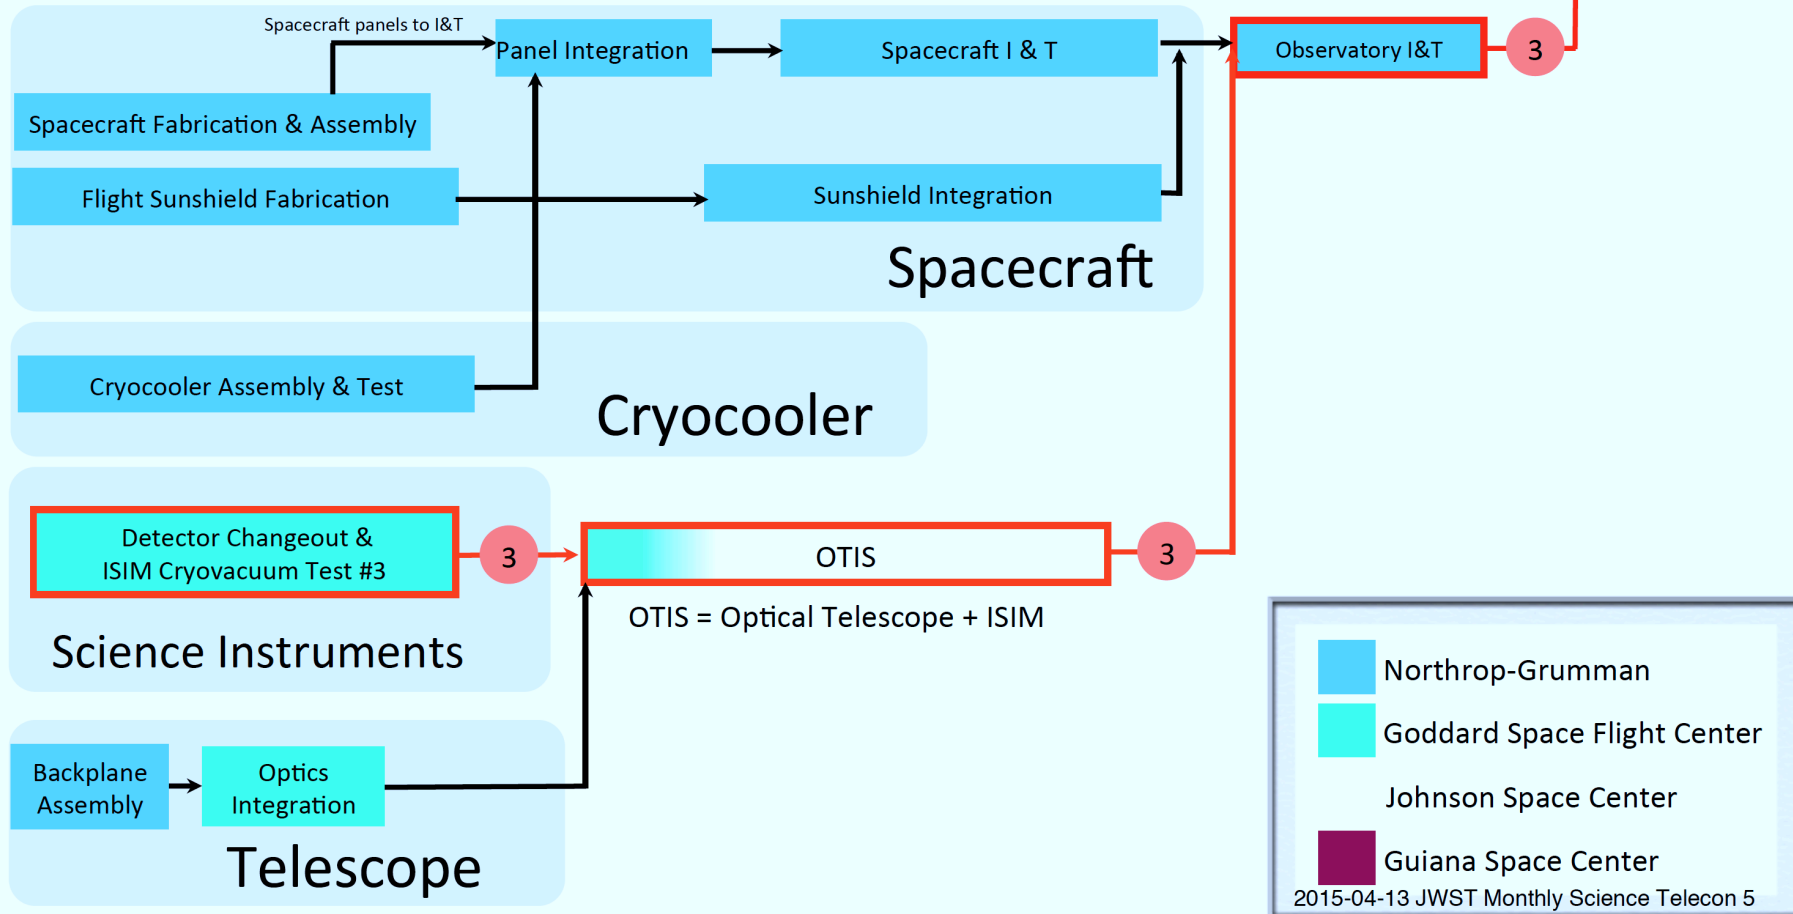 Spacecraft panels to I&T
Panel Integration
Spacecraft I & T
Observatory I&T
3
Spacecraft Fabrication & Assembly
Flight Sunshield Fabrication
Sunshield Integration
Spacecraft
Cryocooler Assembly & Test
Cryocooler
Detector Changeout &
ISIM Cryovacuum Test #3
3
OTIS
3
OTIS = Optical Telescope + ISIM
Science Instruments
Backplane
Assembly
Optics
Integration
Telescope
Northrop-Grumman
Goddard Space Flight Center
Johnson Space Center
Guiana Space Center
2015-04-13 JWST Monthly Science Telecon 5